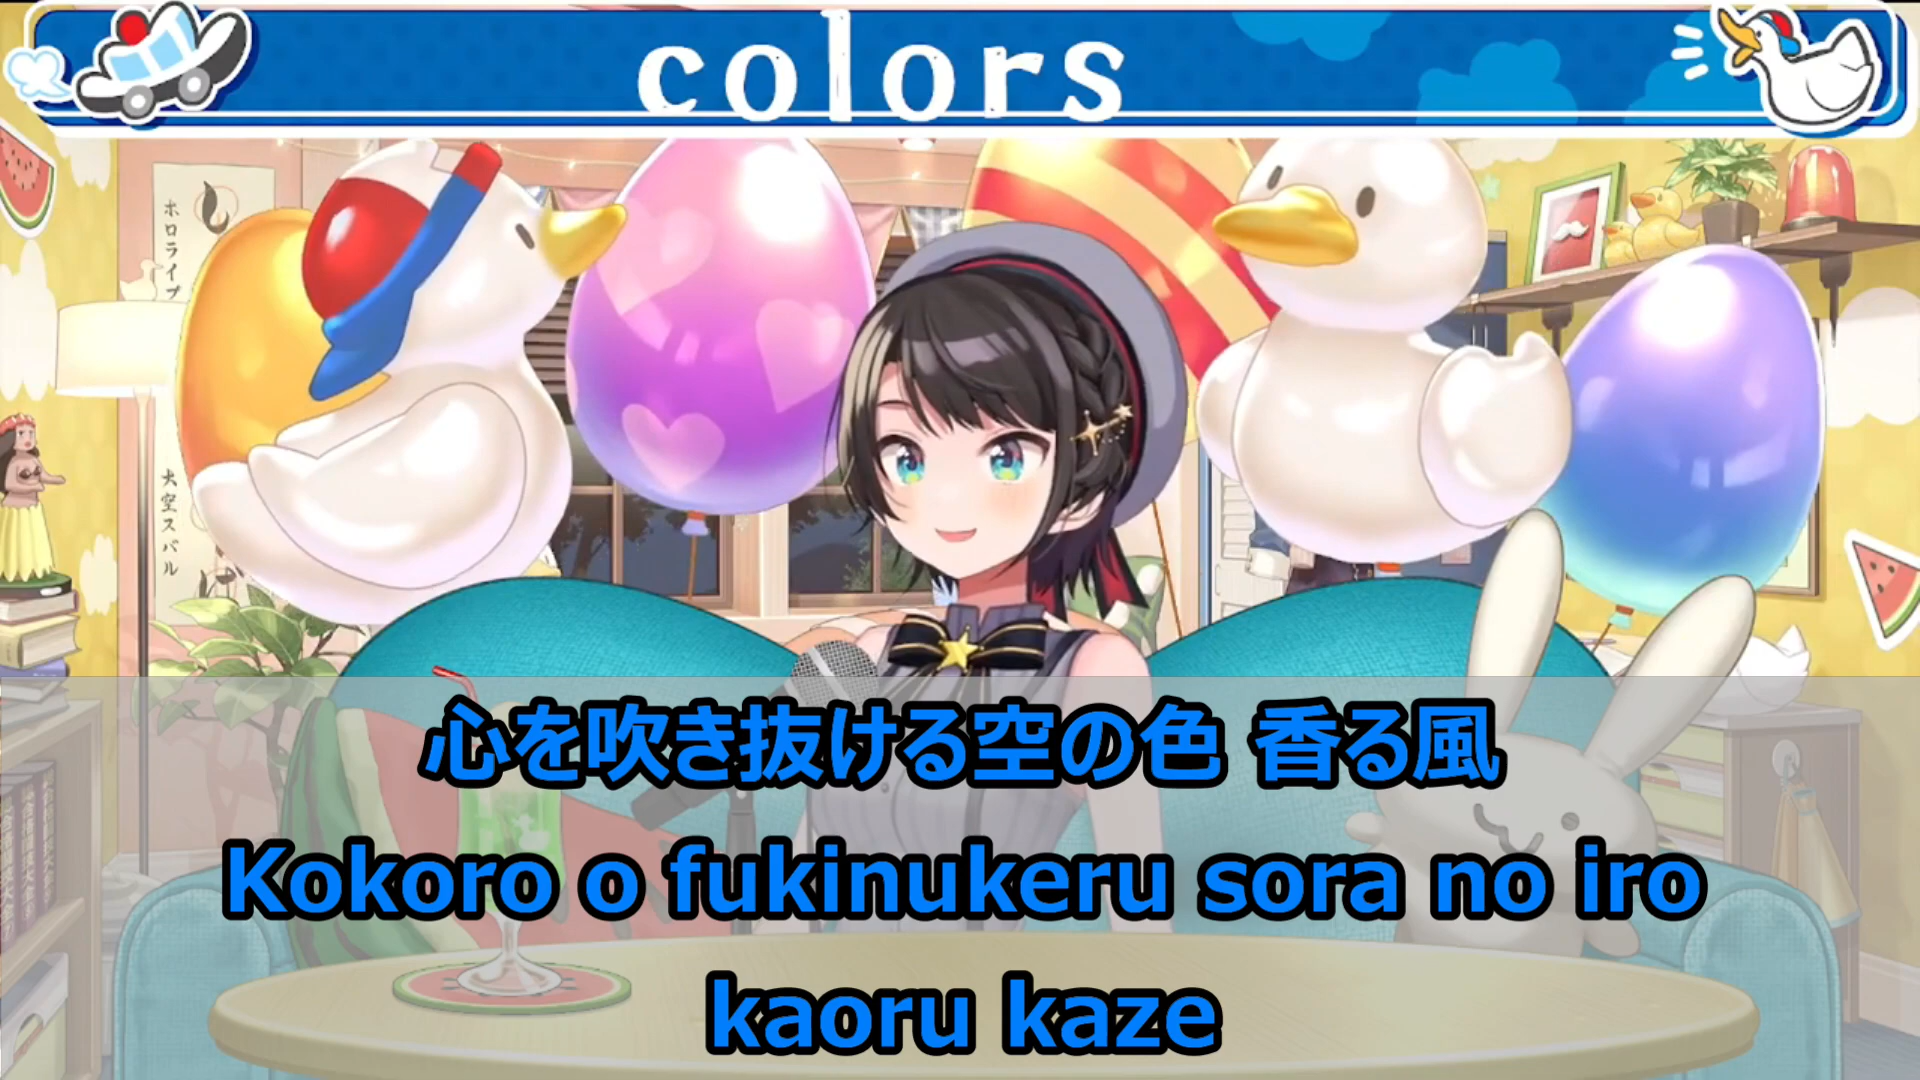 colors
ホロライブ
大空スバル
心を吹き抜ける空の色 香る風
Kokoro o fukinukeru sora no iro
kaoru kaze